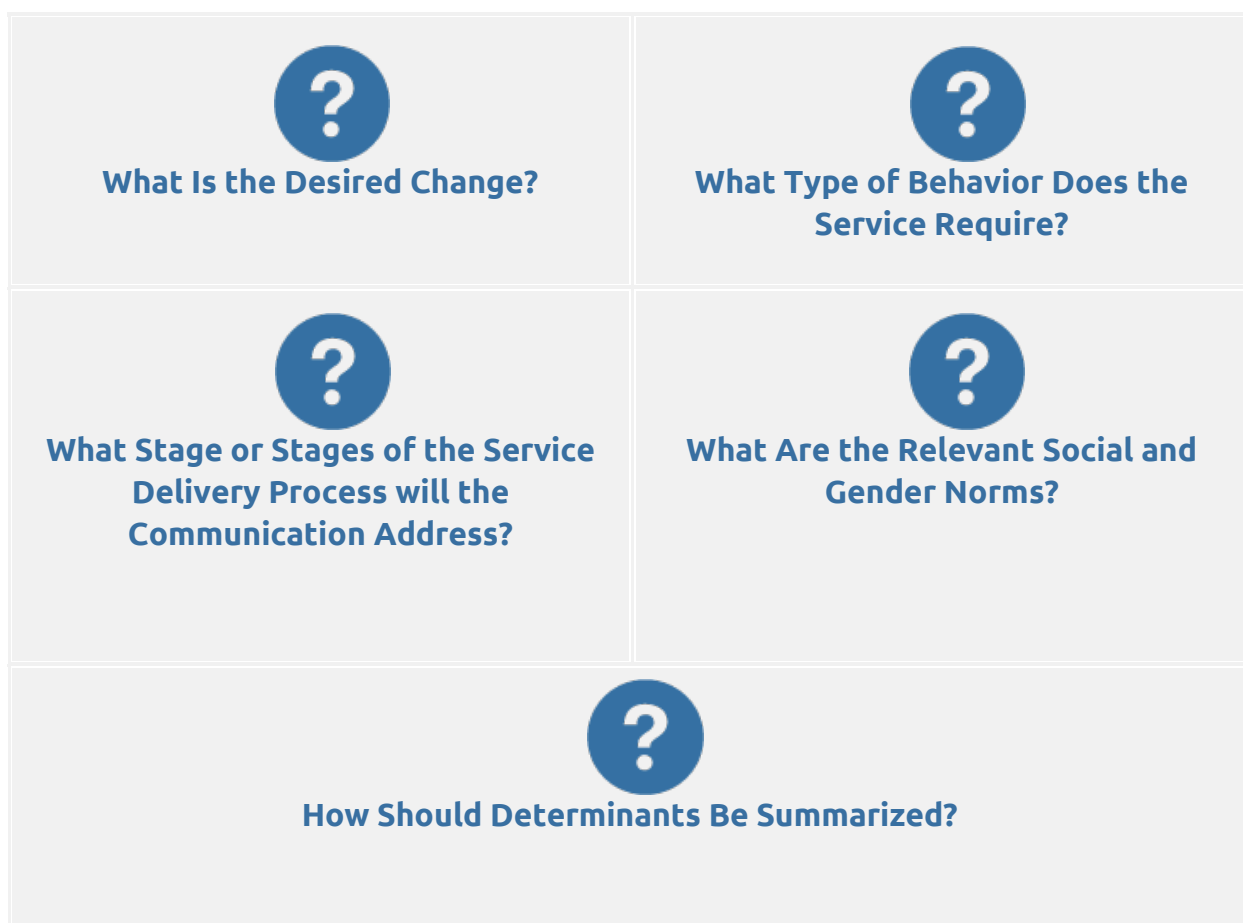 What Is the Desired Change?
What Type of Behavior Does the
Service Require?
What Stage or Stages of the Service
Delivery Process will the
Communication Address?
What Are the Relevant Social and
Gender Norms?
How Should Determinants Be Summarized?